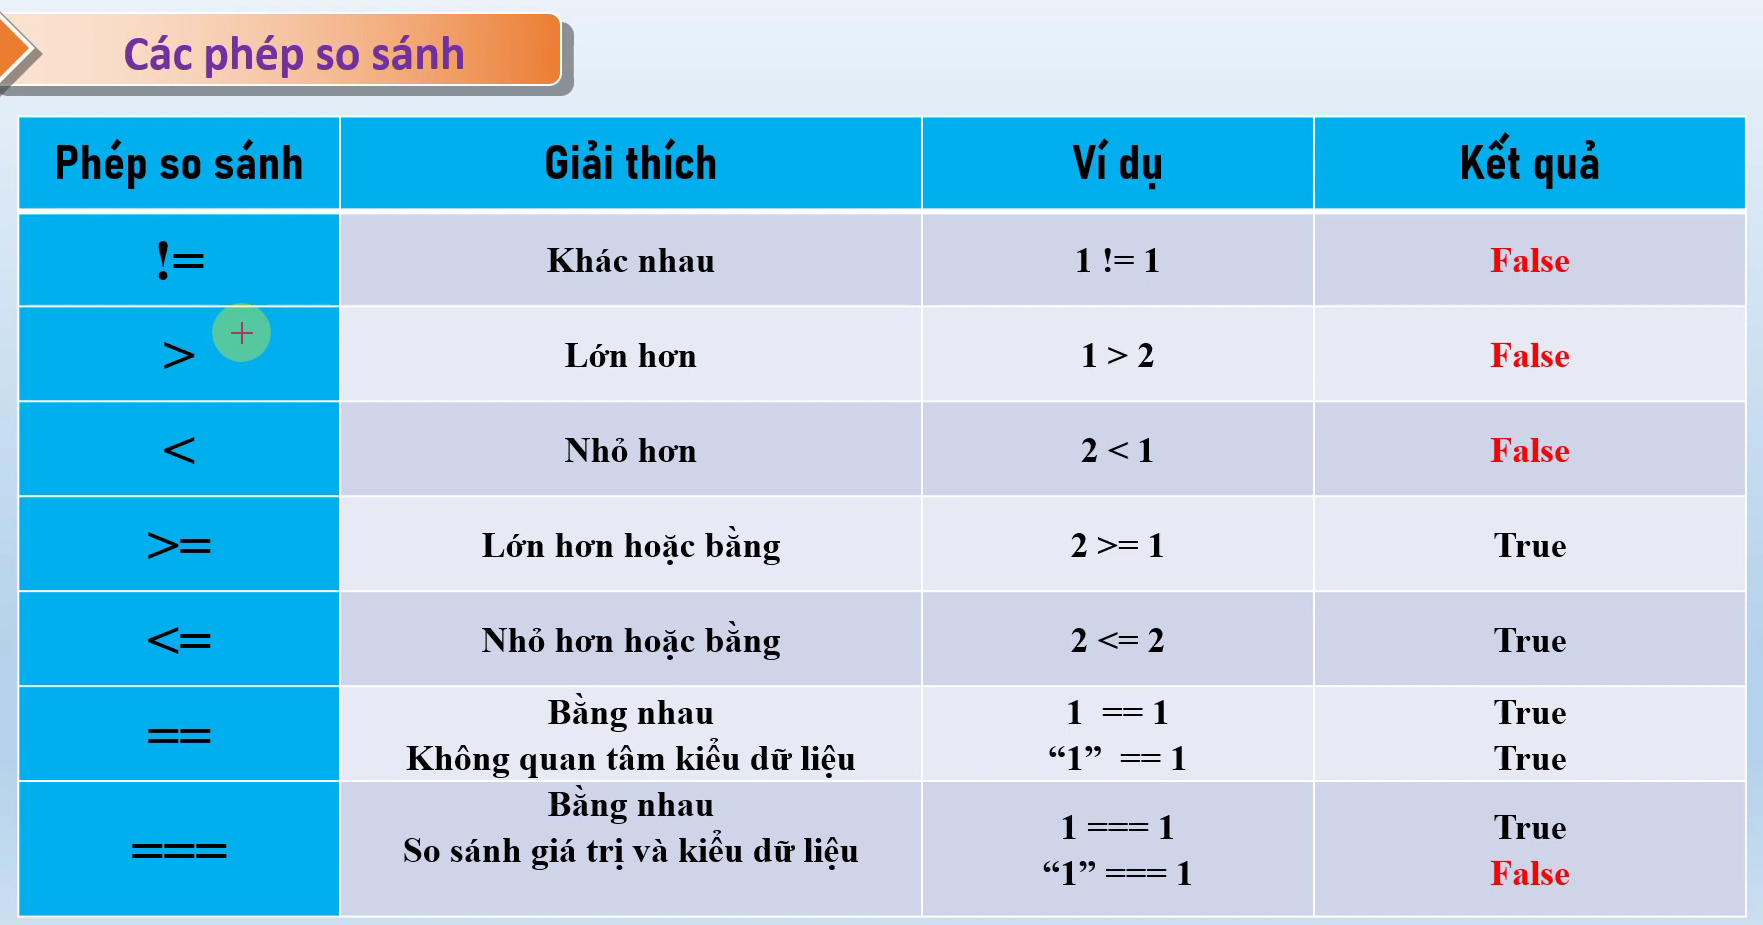 Các phép so sánh
Phép so sánh Giải thích Ví dụ Kết quả
!= Khác nhau 1 != 1 False
> Lớn hơn 1 > 2 False
< Nhỏ hơn 2 < 1 False
>= Lớn hơn hoặc bằng 2 >= 1 True
<= Nhỏ hơn hoặc bằng 2 <= 2 True
== Bằng nhau 1 == 1 True
Không quan tâm kiểu dữ liệu “1” == 1 True
=== Bằng nhau 1 === 1 True
So sánh giá trị và kiểu dữ liệu “1” === 1 False